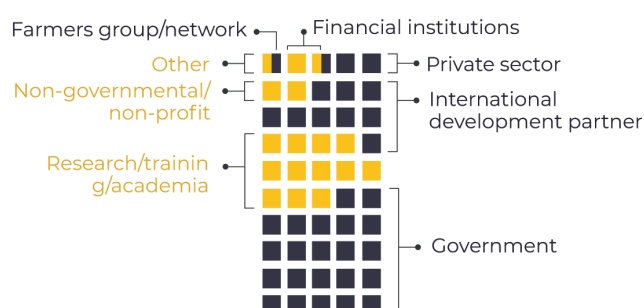 Farmers group/network
Financial institutions
Other
Private sector
Non-governmental/
non-profit
International
development partner
Research/trainin
g/academia
Government